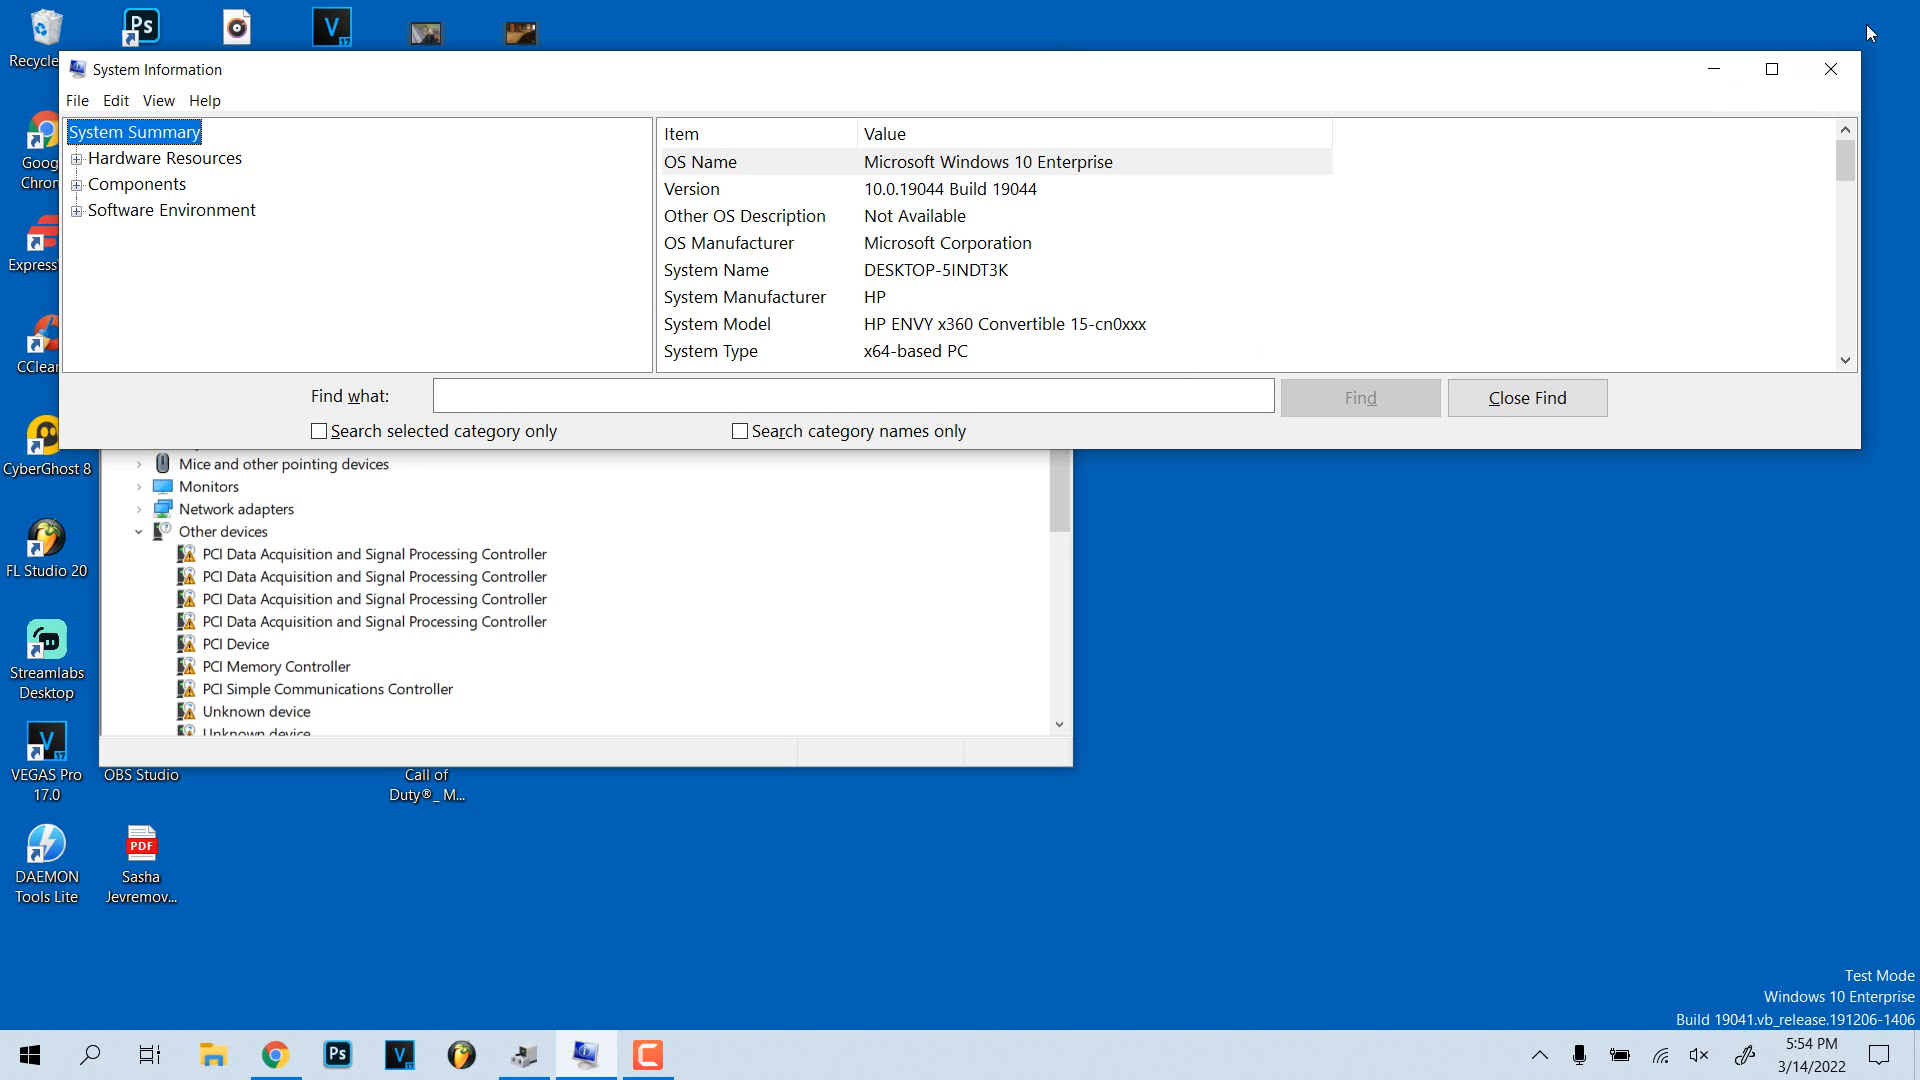 Recycle
Ps
V
17
System Information
File Edit View Help
System Summary
Hardware Resources
Components
Software Environment
Item Value
OS Name Microsoft Windows 10 Enterprise
Version 10.0.19044 Build 19044
Other OS Description Not Available
OS Manufacturer Microsoft Corporation
System Name DESKTOP-5INDT3K
System Manufacturer HP
System Model HP ENVY x360 Convertible 15-cn0xxx
System Type x64-based PC
Find what:
Find
Close Find
Search selected category only
Search category names only
Goog
Chron
Express
CClear
CyberGhost 8
FL Studio 20
Streamlabs
Desktop
V
17
VEGAS Pro
17.0
OBS Studio
Call of
Duty®_ M...
DAEMON
Tools Lite
PDF
Sasha
Jevremov...
Mice and other pointing devices
Monitors
Network adapters
Other devices
PCI Data Acquisition and Signal Processing Controller
PCI Data Acquisition and Signal Processing Controller
PCI Data Acquisition and Signal Processing Controller
PCI Data Acquisition and Signal Processing Controller
PCI Device
PCI Memory Controller
PCI Simple Communications Controller
Unknown device
Unknown device
Test Mode
Windows 10 Enterprise
Build 19041.vb_release.191206-1406
Ps
V
5:54 PM
3/14/2022